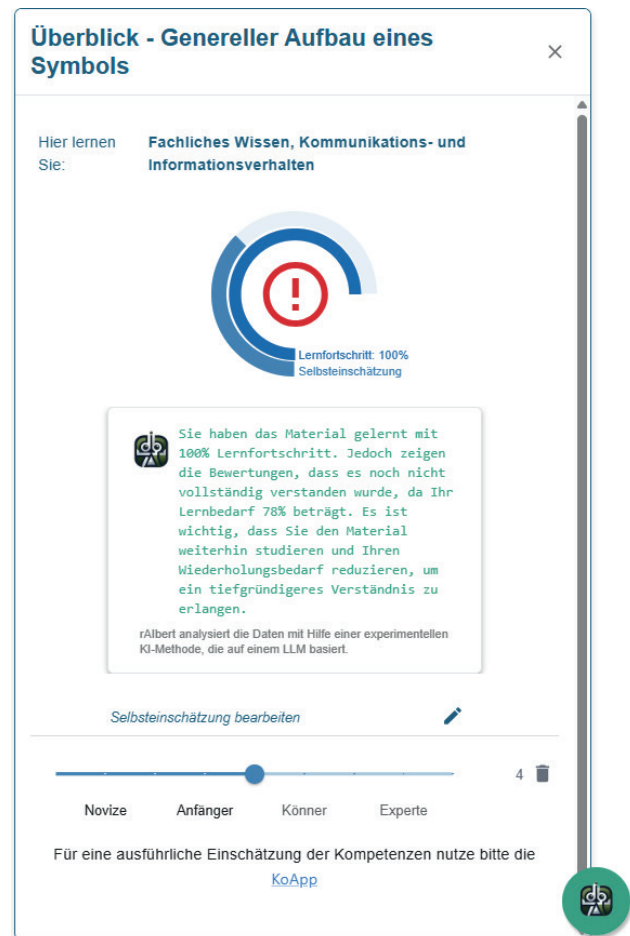 Überblick - Genereller Aufbau eines
Symbols
Hier lernen
Sie:
Fachliches Wissen, Kommunikations- und
Informationsverhalten
Lernfortschritt: 100%
Selbsteinschätzung
Sie haben das Material gelernt mit
100% Lernfortschritt. Jedoch zeigen
die Bewertungen, dass es noch nicht
vollständig verstanden wurde, da Ihr
Lernbedarf 78% beträgt. Es ist
wichtig, dass Sie den Material
weiterhin studieren und Ihren
Wiederholungsbedarf reduzieren, um
ein tiefgründigeres Verständnis zu
erlangen.
rAlbert analysiert die Daten mit Hilfe einer experimentellen
KI-Methode, die auf einem LLM basiert.
Selbsteinschätzung bearbeiten
4
Novize Anfänger Könner Experte
Für eine ausführliche Einschätzung der Kompetenzen nutze bitte die
KoApp